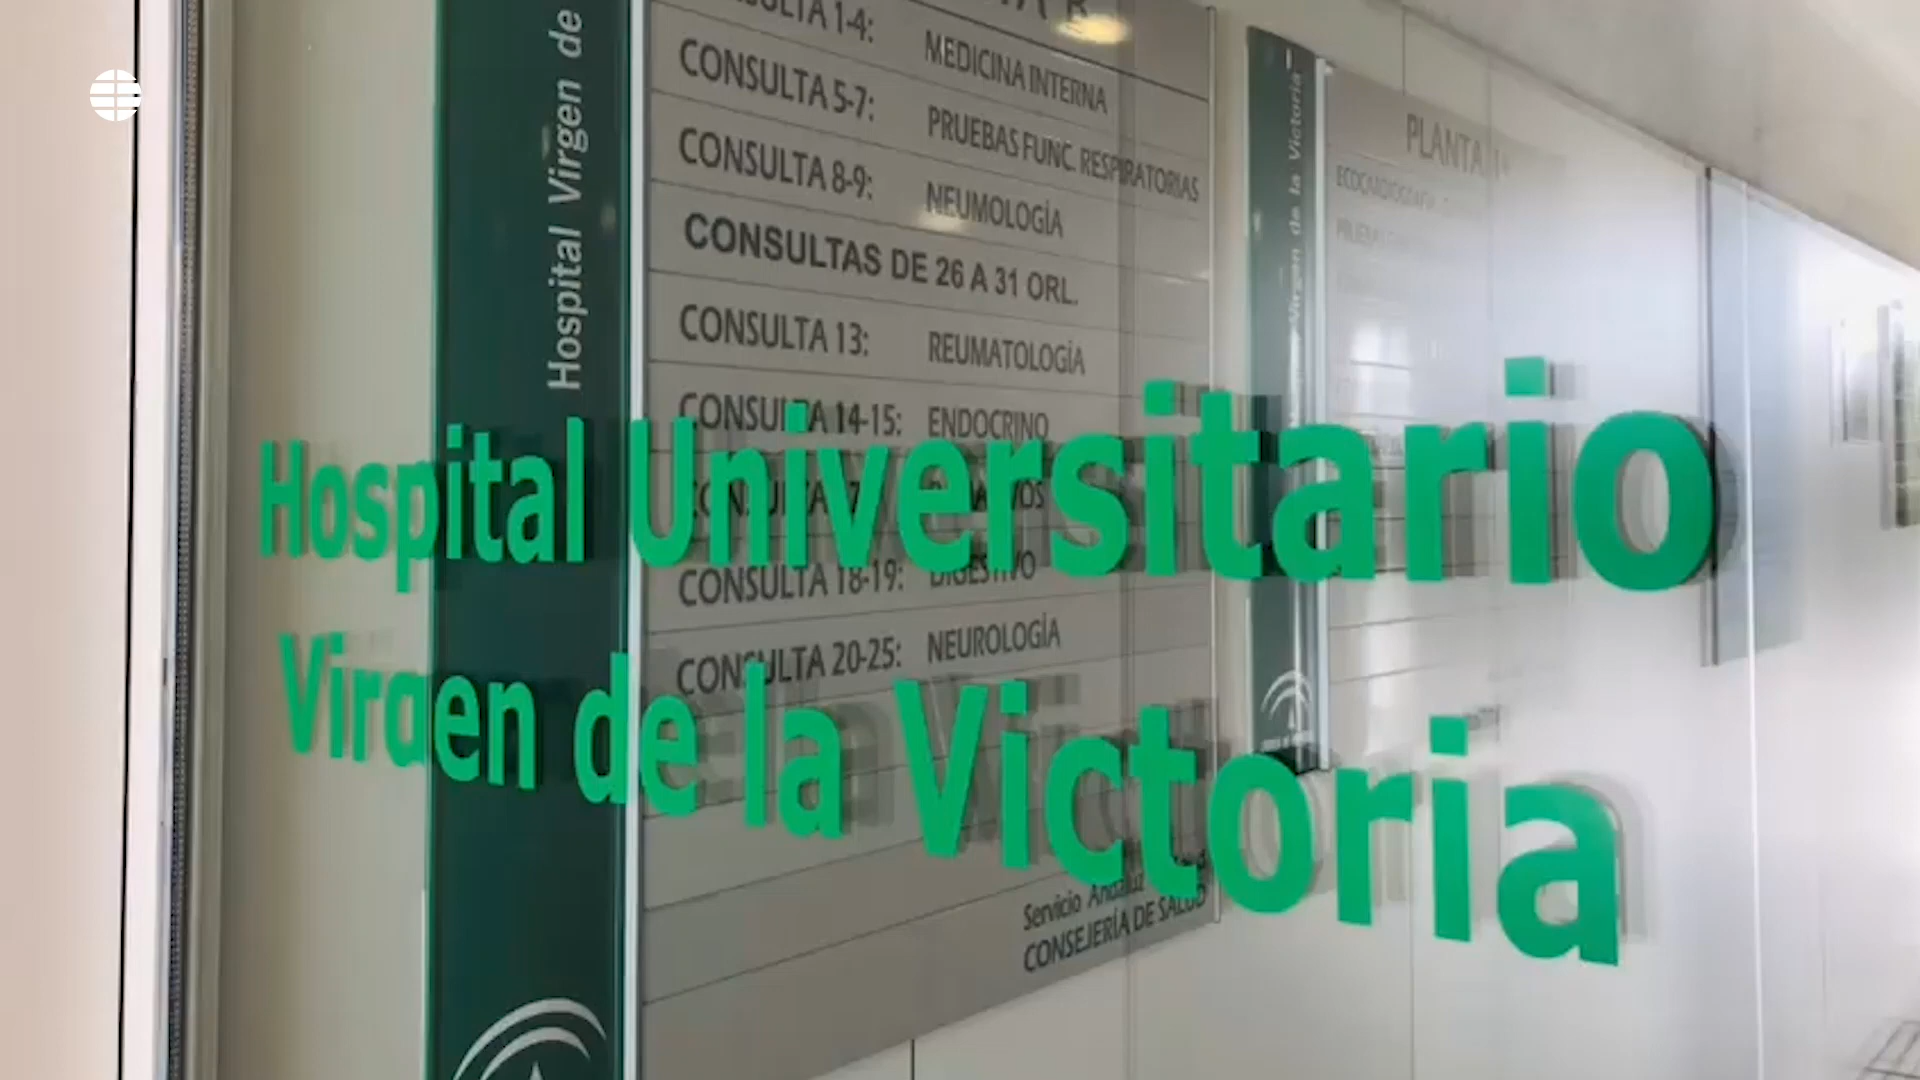 CONSULTA 1-4: MEDICINA INTERNA
CONSULTA 5-7: PRUEBAS FUNC. RESPIRATORIAS
CONSULTA 8-9: NEUMOLOGÍA
CONSULTAS DE 26 A 31 ORL.
CONSULTA 13: REUMATOLOGÍA
CONSULTA 14-15: ENDOCRINO
CONSULTA 18-19: DIGESTIVO
CONSULTA 20-25: NEUROLOGÍA
Servicio Andaluz
CONSEJERÍA DE SALUD
Hospital Virgen de
Virgen de la Victoria
PLANTA 1ª
ECOCARDIOGRAFÍA
Hospital Universitario
Virgen de la Victoria